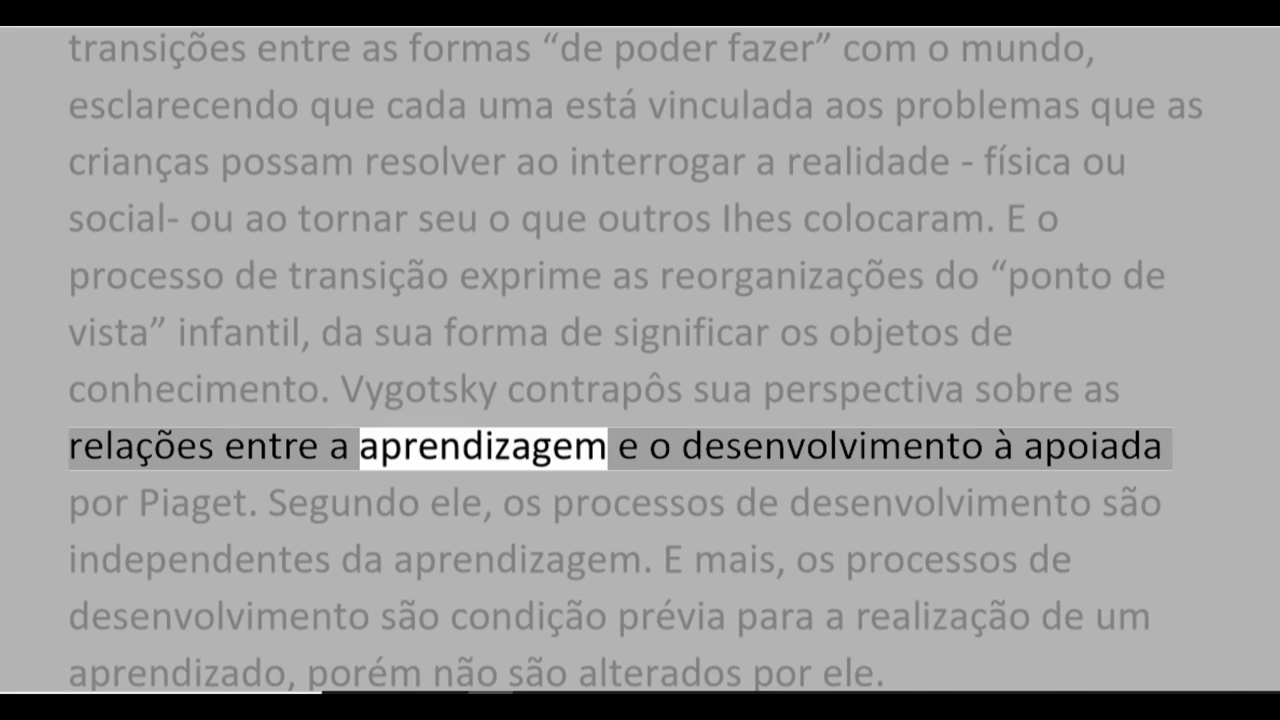 transições entre as formas “de poder fazer” com o mundo,
esclarecendo que cada uma está vinculada aos problemas que as
crianças possam resolver ao interrogar a realidade - física ou
social- ou ao tornar seu o que outros lhes colocaram. E o
processo de transição exprime as reorganizações do “ponto de
vista” infantil, da sua forma de significar os objetos de
conhecimento. Vygotsky contrapôs sua perspectiva sobre as
relações entre a aprendizagem e o desenvolvimento à apoiada
por Piaget. Segundo ele, os processos de desenvolvimento são
independentes da aprendizagem. E mais, os processos de
desenvolvimento são condição prévia para a realização de um
aprendizado, porém não são alterados por ele.